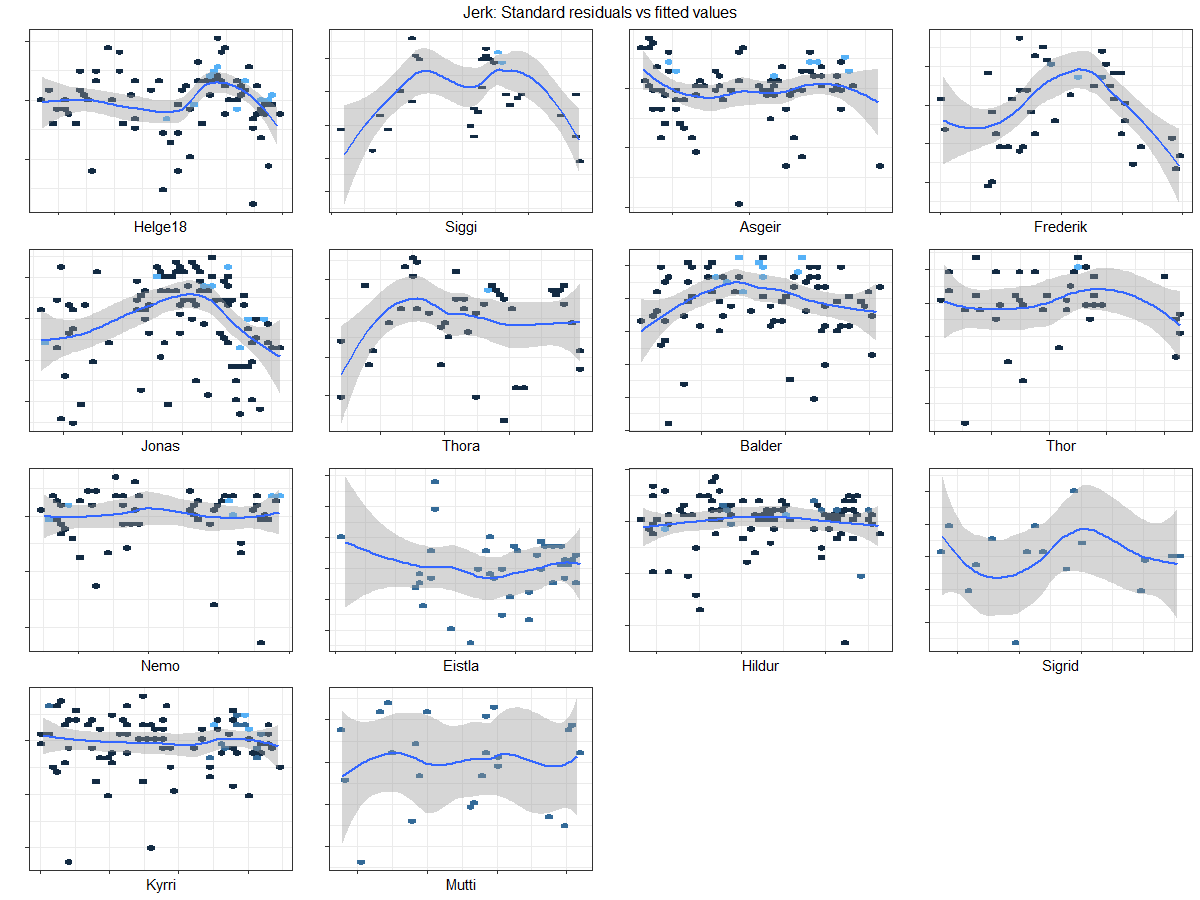 Jerk: Standard residuals vs fitted values
Helge18
Siggi
Asgeir
Frederik
Jonas
Thora
Balder
Thor
Nemo
Eistla
Hildur
Sigrid
Kyrri
Mutti